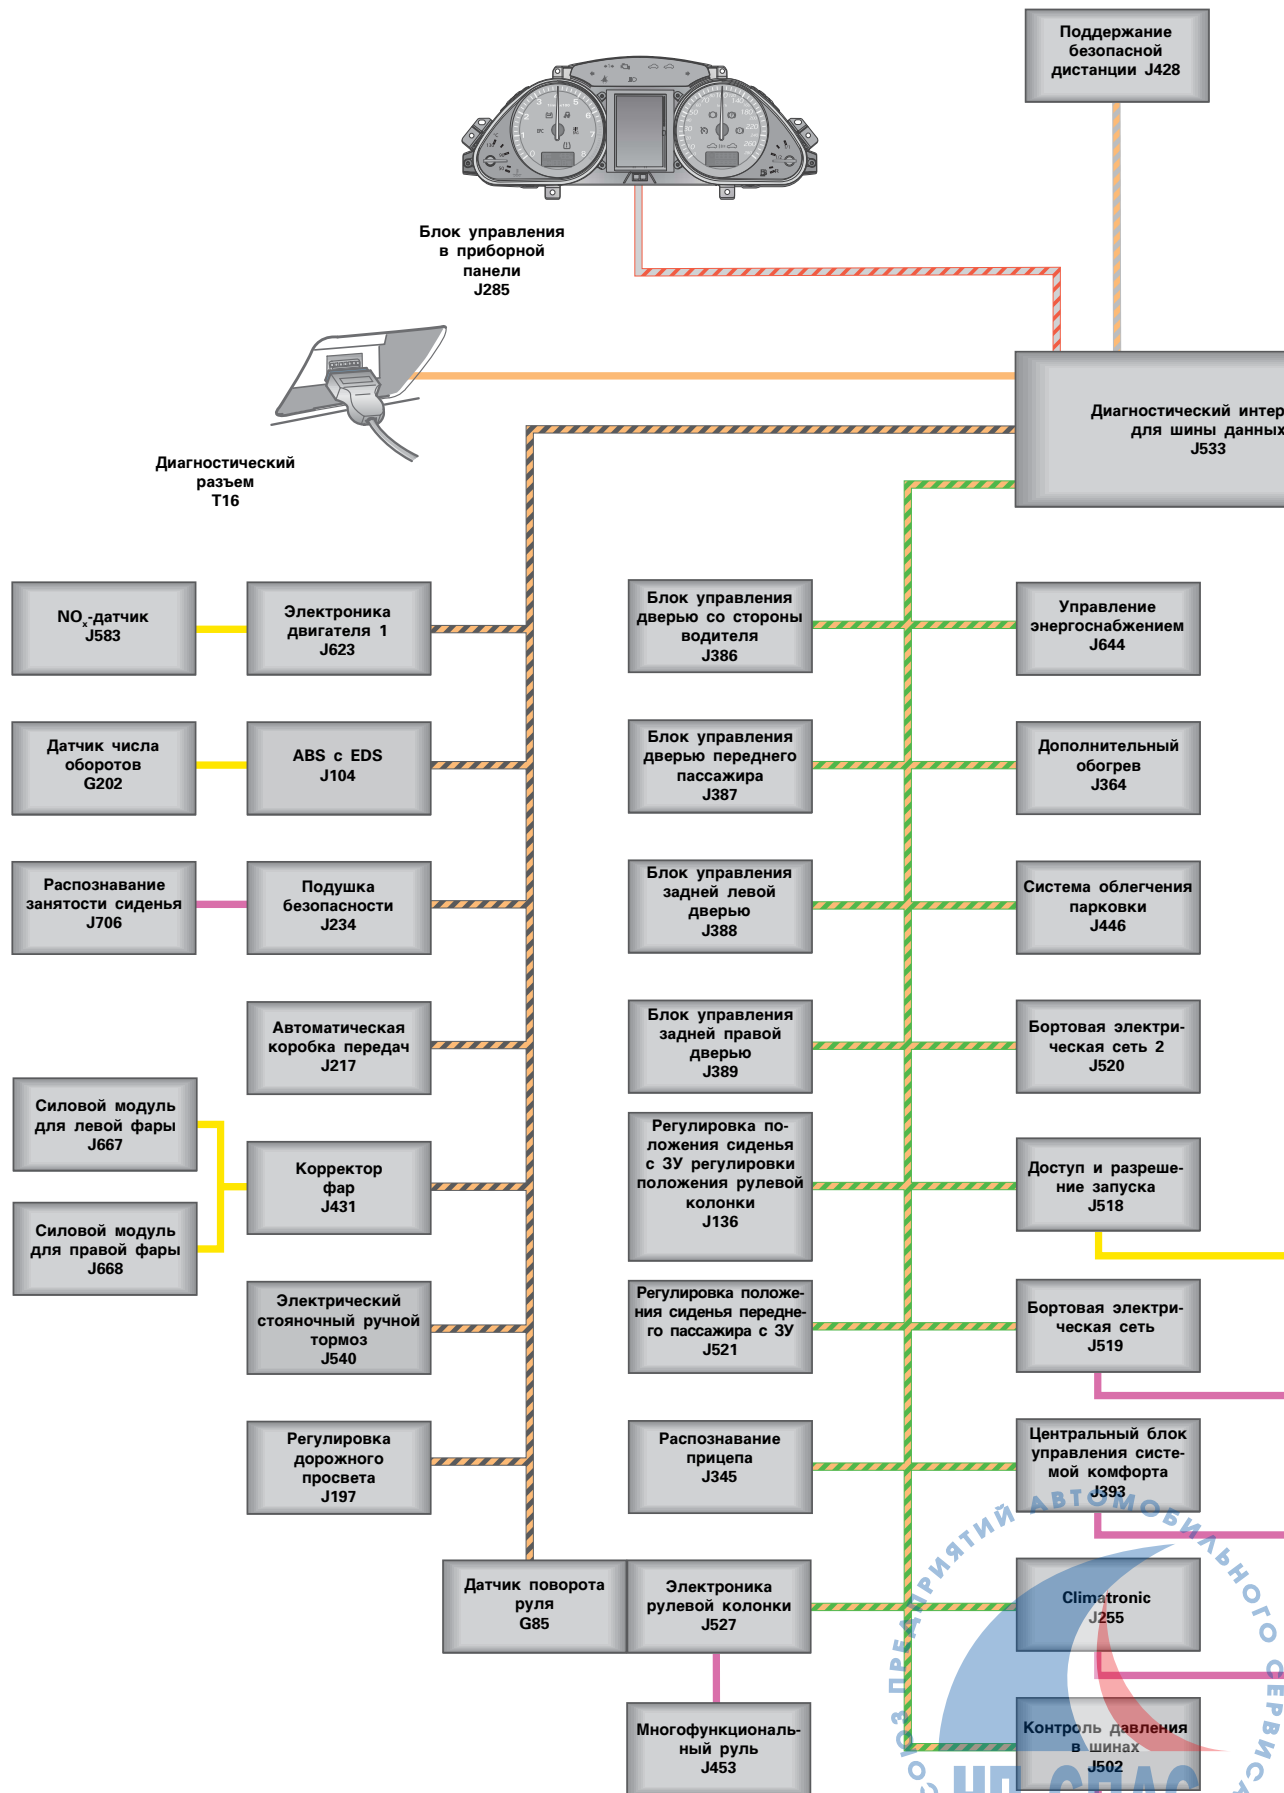 Поддержание
безопасной
дистанции J428
Блок управления
в приборной
панели
J285
Диагностический интер
для шины данных
J533
Диагностический
разъем
T16
NOx-датчик
J583
Электроника
двигателя 1
J623
Блок управления
дверью со стороны
водителя
J386
Управление
энергоснабжением
J644
Датчик числа
оборотов
G202
ABS с EDS
J104
Блок управления
дверью переднего
пассажира
J387
Дополнительный
обогрев
J364
Распознавание
занятости сиденья
J706
Подушка
безопасности
J234
Блок управления
задней левой
дверью
J388
Система облегчения
парковки
J446
Автоматическая
коробка передач
J217
Блок управления
задней правой
дверью
J389
Бортовая электри-
ческая сеть 2
J520
Силовой модуль
для левой фары
J667
Корректор
фар
J431
Регулировка по-
ложения сиденья
с ЗУ регулировки
положения рулевой
колонки
J136
Доступ и разреше-
ние запуска
J518
Силовой модуль
для правой фары
J668
Электрический
стояночный ручной
тормоз
J540
Регулировка положе-
ния сиденья передне-
го пассажира с ЗУ
J521
Бортовая электри-
ческая сеть
J519
Регулировка
дорожного
просвета
J197
Распознавание
прицепа
J345
Центральный блок
управления систе-
мой комфорта
J393
Датчик поворота
руля
G85
Электроника
рулевой колонки
J527
Climatronic
J255
Многофункциональ-
ный руль
J453
Контроль давления
в шинах
J502
СОЮЗ ПРЕДПРИЯТИЙ АВТОМОБИЛЬНОГО СЕРВИСА
НП СПАС